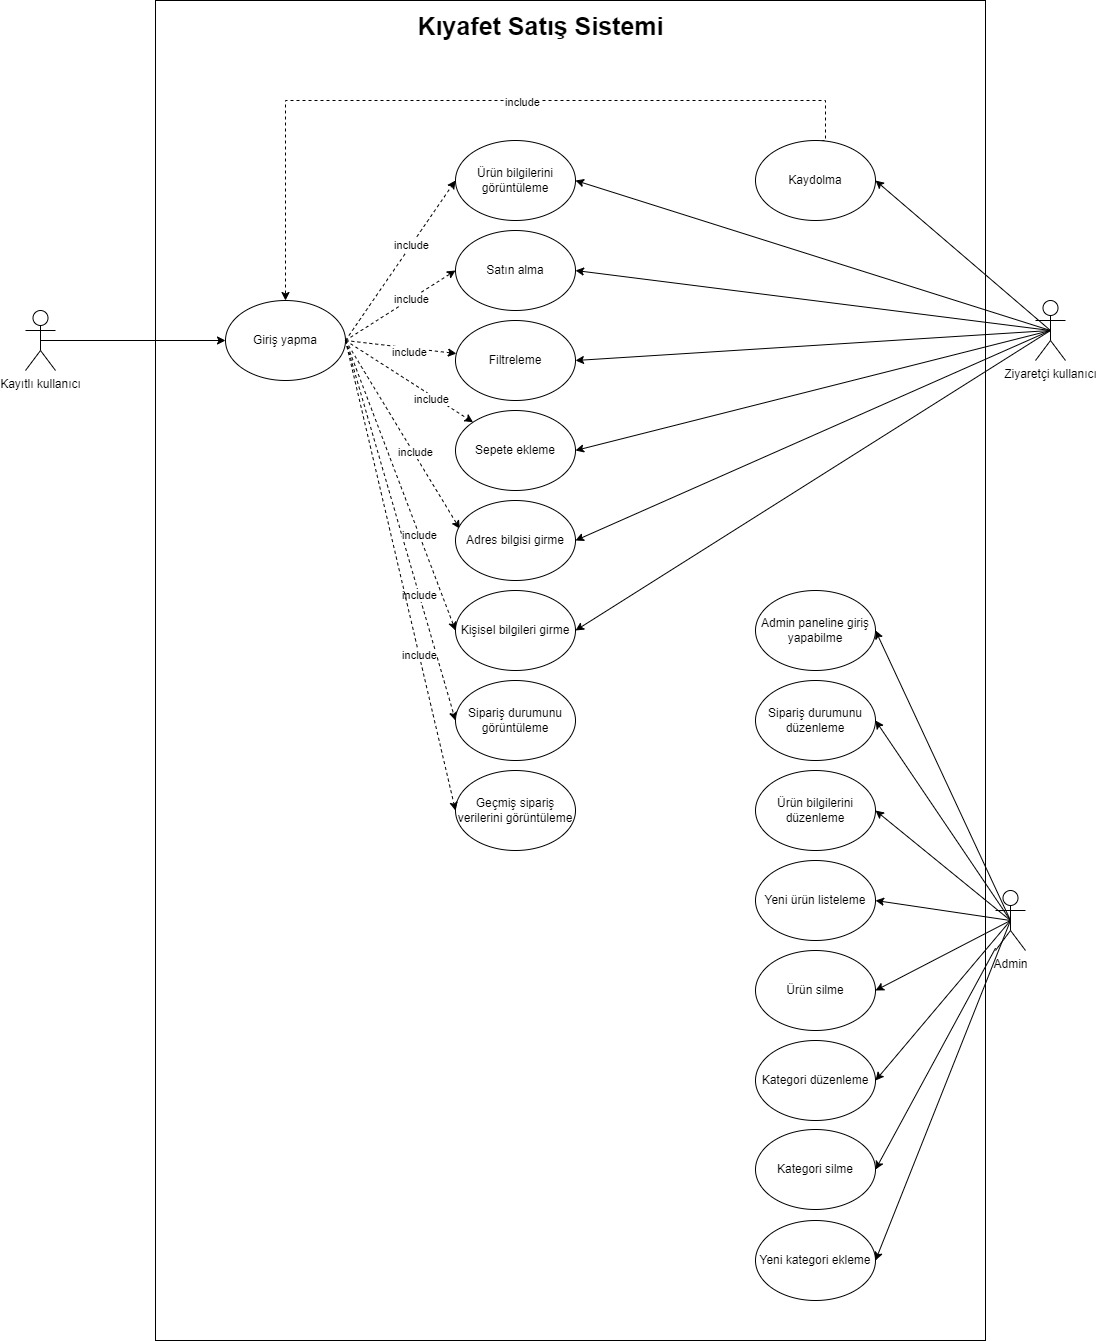 Kıyafet Satış Sistemi
include
Ürün bilgilerini
görüntüleme
Kaydolma
include
Satın alma
include
Giriş yapma
include
Filtreleme
Kayıtlı kullanıcı
Ziyaretçi kullanıcı
include
Sepete ekleme
include
Adres bilgisi girme
include
include
Kişisel bilgileri girme
Admin paneline giriş
yapabilme
include
Sipariş durumunu
görüntüleme
Sipariş durumunu
düzenleme
Geçmiş sipariş
verilerini görüntüleme
Ürün bilgilerini
düzenleme
Yeni ürün listeleme
Admin
Ürün silme
Kategori düzenleme
Kategori silme
Yeni kategori ekleme